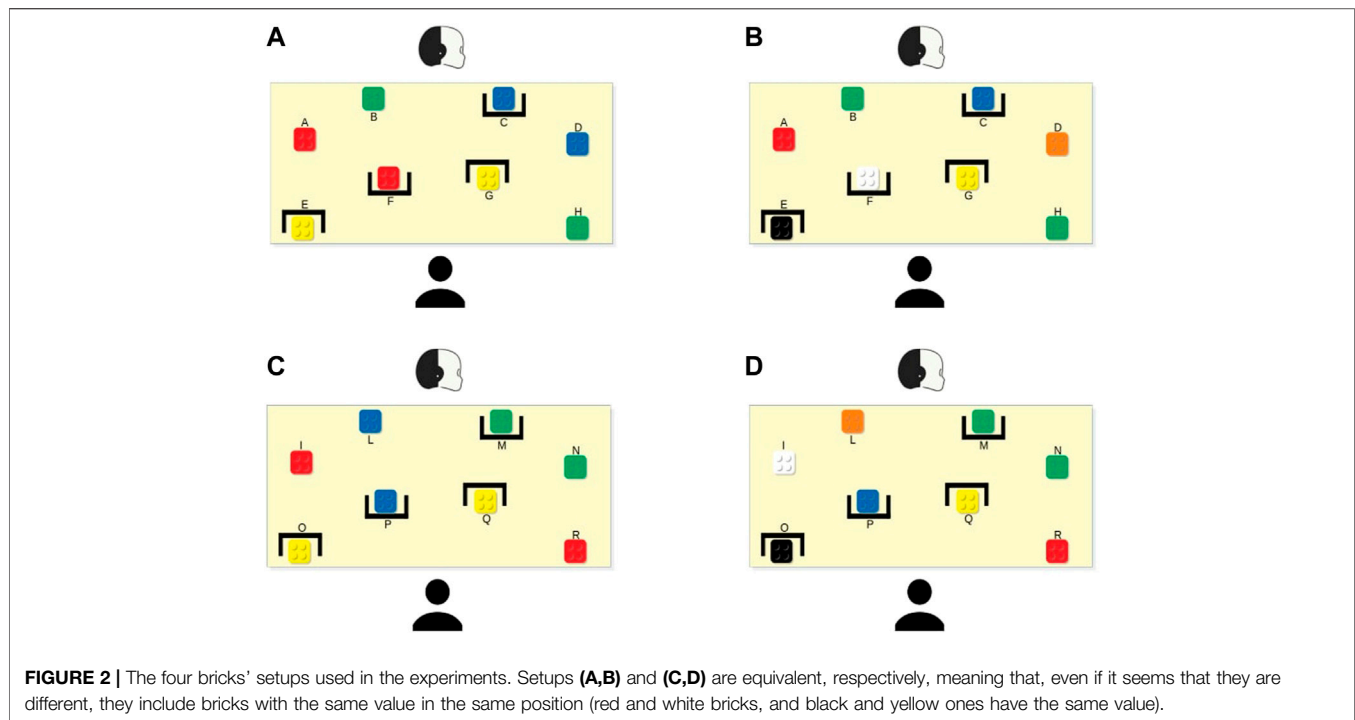 A
B
A
B
C
D
E
F
G
H
A
B
C
D
E
F
G
H
C
D
I
L
M
N
O
P
Q
R
I
L
M
N
O
P
Q
R
FIGURE 2 | The four bricks' setups used in the experiments. Setups (A,B) and (C,D) are equivalent, respectively, meaning that, even if it seems that they are
different, they include bricks with the same value in the same position (red and white bricks, and black and yellow ones have the same value).